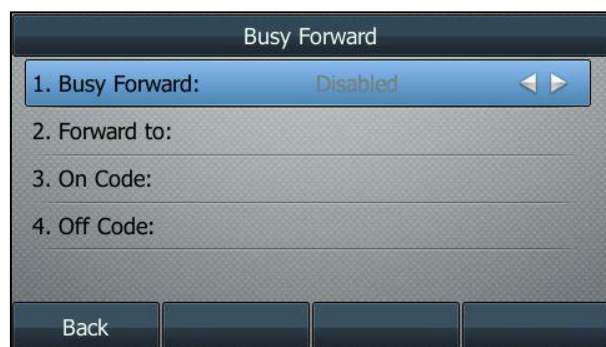 Busy Forward
1. Busy Forward: Disabled
2. Forward to:
3. On Code:
4. Off Code:
Back